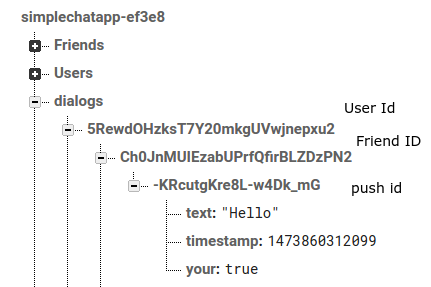 simplechatapp-ef3e8
Friends
Users
dialogs
User Id
5RewdOHzksT7Y20mkgUVwjnepxu2
Friend ID
Ch0JnMUlEzabUPrfQfirBLZDzPN2
-KRcutgKre8L-w4Dk_mG
push id
text: "Hello"
timestamp: 1473860312099
your: true